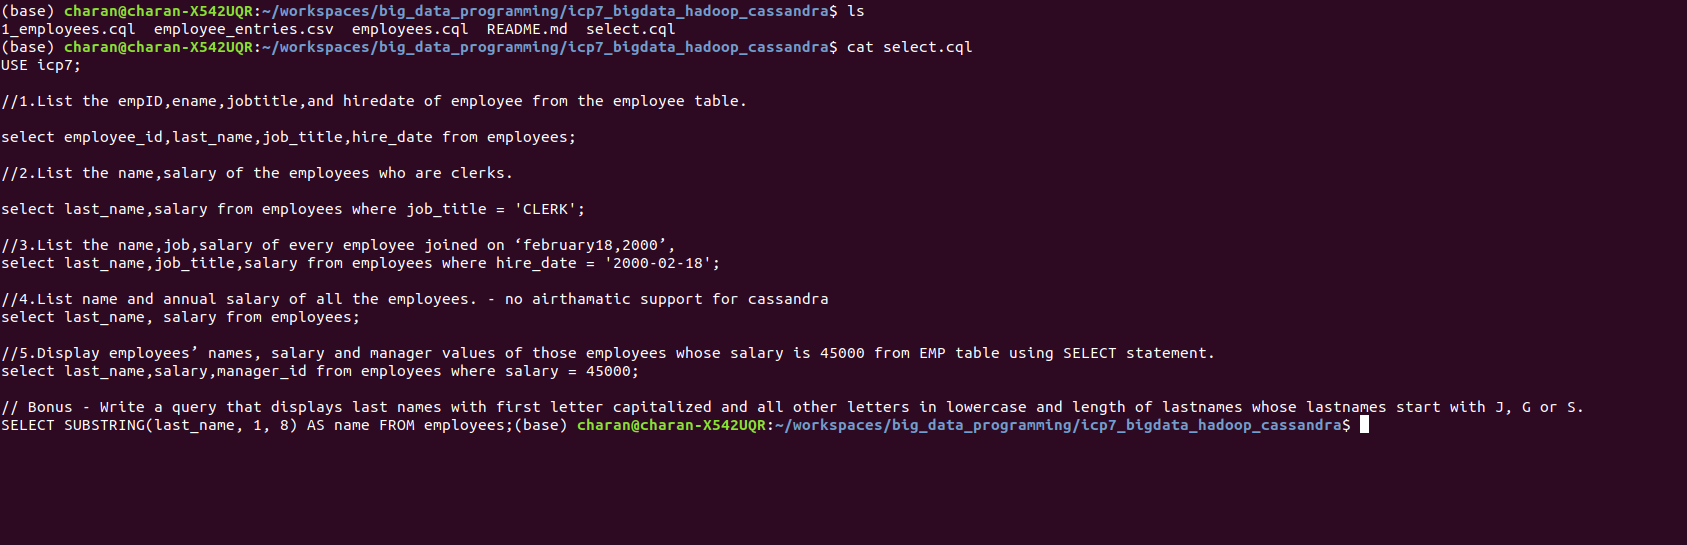 (base) charan@charan-X542UQR:~/workspaces/big_data_programming/icp7_bigdata_hadoop_cassandra$ ls
1_employees.cql  employee_entries.csv  employees.cql  README.md  select.cql
(base) charan@charan-X542UQR:~/workspaces/big_data_programming/icp7_bigdata_hadoop_cassandra$ cat select.cql
USE icp7;
//1.List the empID,ename,jobtitle,and hiredate of employee from the employee table.
select employee_id,last_name,job_title,hire_date from employees;
//2.List the name,salary of the employees who are clerks.
select last_name,salary from employees where job_title = 'CLERK';
//3.List the name,job,salary of every employee joined on ‘february18,2000’,
select last_name,job_title,salary from employees where hire_date = '2000-02-18';
//4.List name and annual salary of all the employees. - no airthamatic support for cassandra
select last_name, salary from employees;
//5.Display employees’ names, salary and manager values of those employees whose salary is 45000 from EMP table using SELECT statement.
select last_name,salary,manager_id from employees where salary = 45000;
// Bonus - Write a query that displays last names with first letter capitalized and all other letters in lowercase and length of lastnames whose lastnames start with J, G or S.
SELECT SUBSTRING(last_name, 1, 8) AS name FROM employees;(base) charan@charan-X542UQR:~/workspaces/big_data_programming/icp7_bigdata_hadoop_cassandra$